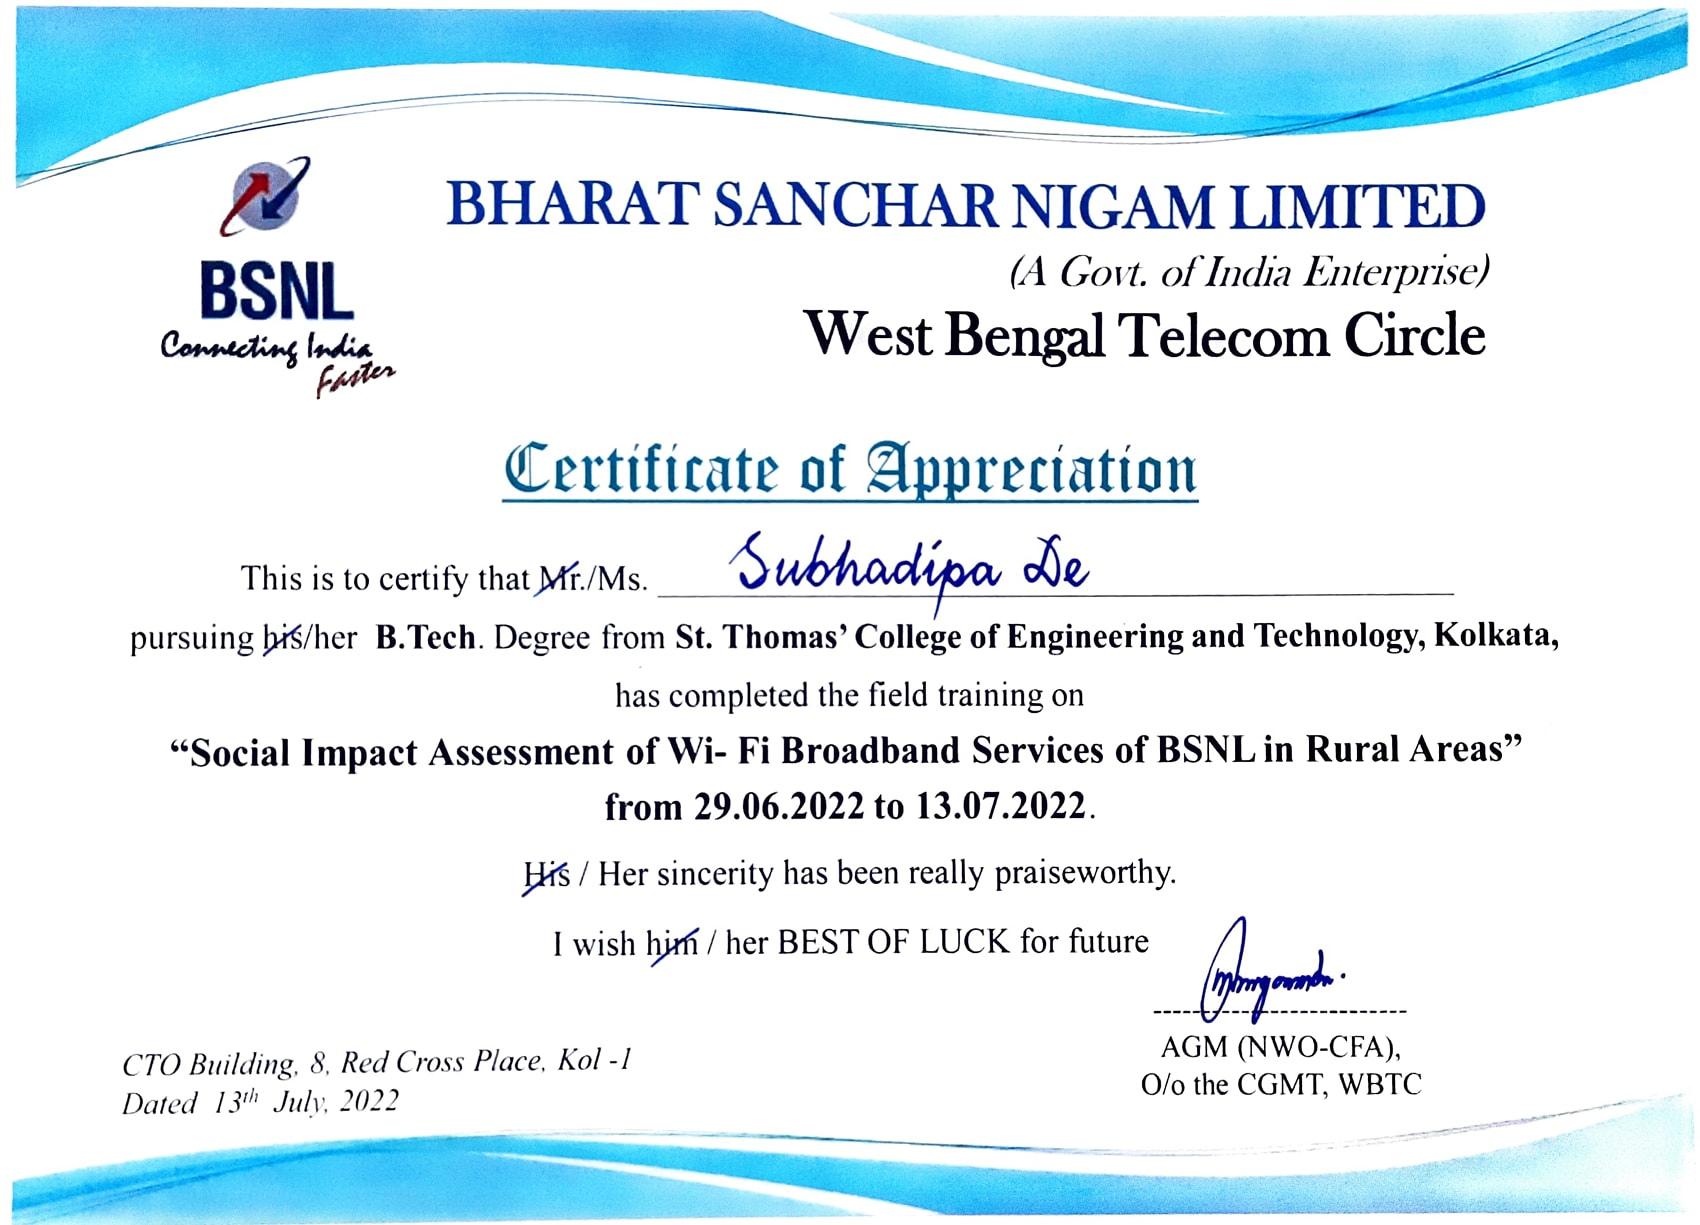 BHARAT SANCHAR NIGAM LIMITED
(A Govt. of India Enterprise)
West Bengal Telecom Circle
BSNL
Connecting India
Faster
Certificate of Appreciation
This is to certify that Mr./Ms. Subhadipa De
pursuing his/her B.Tech. Degree from St. Thomas’ College of Engineering and Technology, Kolkata,
has completed the field training on
“Social Impact Assessment of Wi- Fi Broadband Services of BSNL in Rural Areas”
from 29.06.2022 to 13.07.2022.
His / Her sincerity has been really praiseworthy.
I wish him / her BEST OF LUCK for future
AGM (NWO-CFA),
O/o the CGMT, WBTC
CTO Building, 8, Red Cross Place, Kol -1
Dated 13th July, 2022